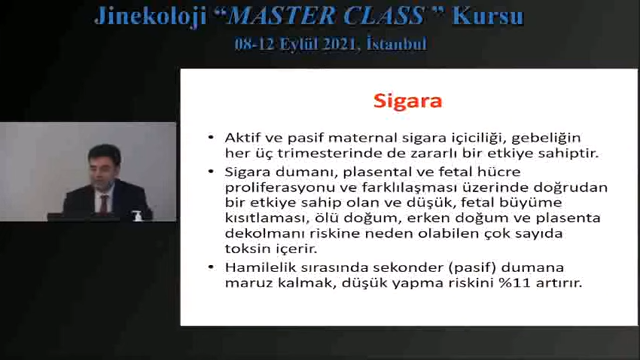 Jinekoloji “MASTER CLASS ” Kursu
08-12 Eylül 2021, İstanbul
Sigara
• Aktif ve pasif maternal sigara içiciliği, gebeliğin
her üç trimesterinde de zararlı bir etkiye sahiptir.
• Sigara dumanı, plasental ve fetal hücre
proliferasyonu ve farklılaşması üzerinde doğrudan
bir etkiye sahip olan ve düşük, fetal büyüme
kısıtlaması, ölü doğum, erken doğum ve plasenta
dekolmanı riskine neden olabilen çok sayıda
toksin içerir.
• Hamilelik sırasında sekonder (pasif) dumana
maruz kalmak, düşük yapma riskini %11 artırır.